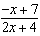 −x + 7
2x + 4